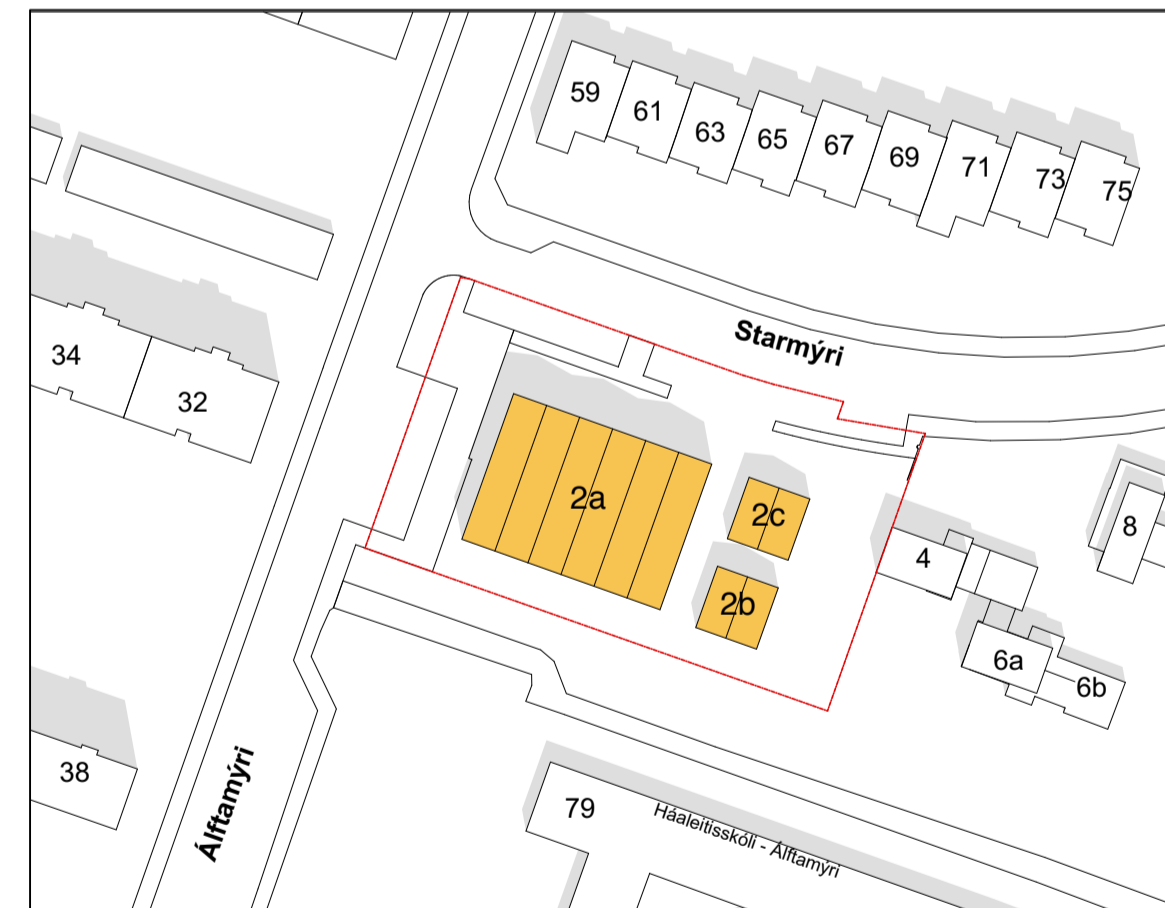 59
61
63
65
67
69
71
73
75
Starmýri
34
32
2a
2c
2b
4
8
6a
6b
38
Álftamýri
79
Háaleitisskóli - Álftamýri